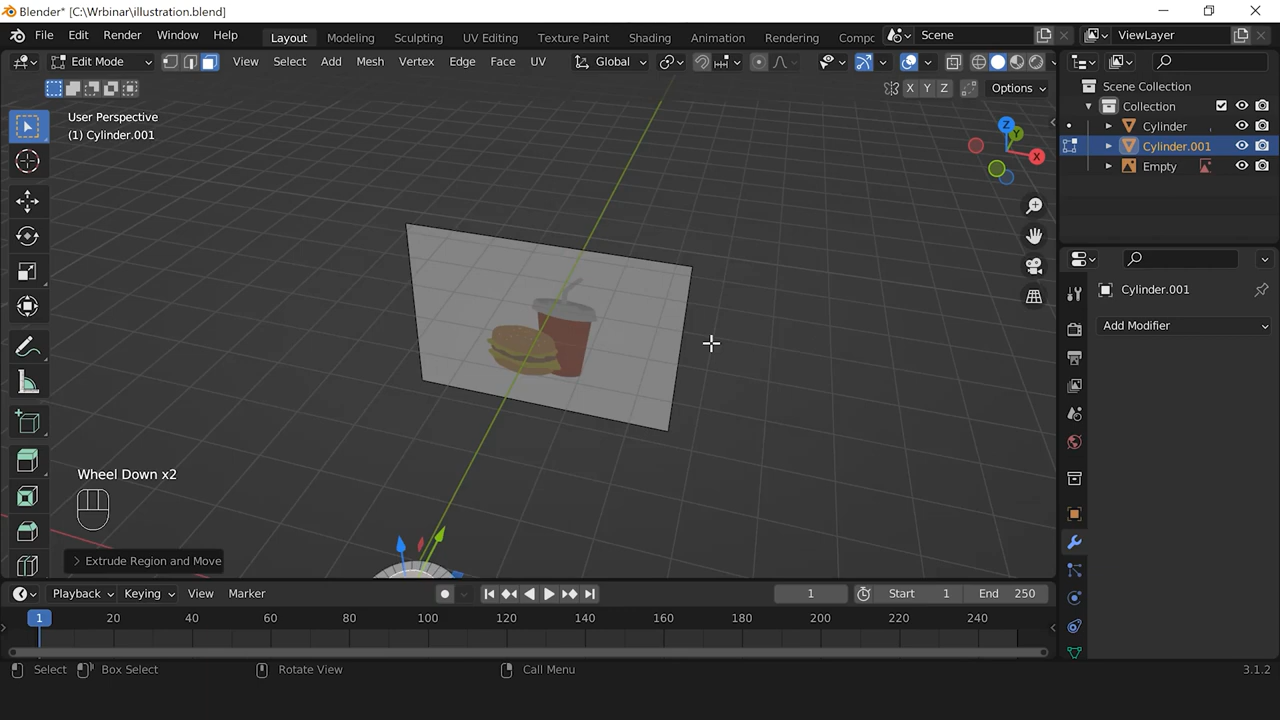 Blender* [C:\Wrbinar\illustration.blend]
File Edit Render Window Help
Layout Modeling Sculpting UV Editing Texture Paint Shading Animation Rendering Compc
Scene
ViewLayer
Edit Mode
View Select Add Mesh Vertex Edge Face UV
Global
X Y Z
Options
User Perspective
(1) Cylinder.001
Z
Y
X
Scene Collection
Collection
Cylinder
Cylinder.001
Empty
Cylinder.001
Add Modifier
Wheel Down x2
Extrude Region and Move
Playback Keying View Marker
1
Start 1
End 250
1 20 40 60 80 100 120 140 160 180 200 220 240
Select
Box Select
Rotate View
Call Menu
3.1.2